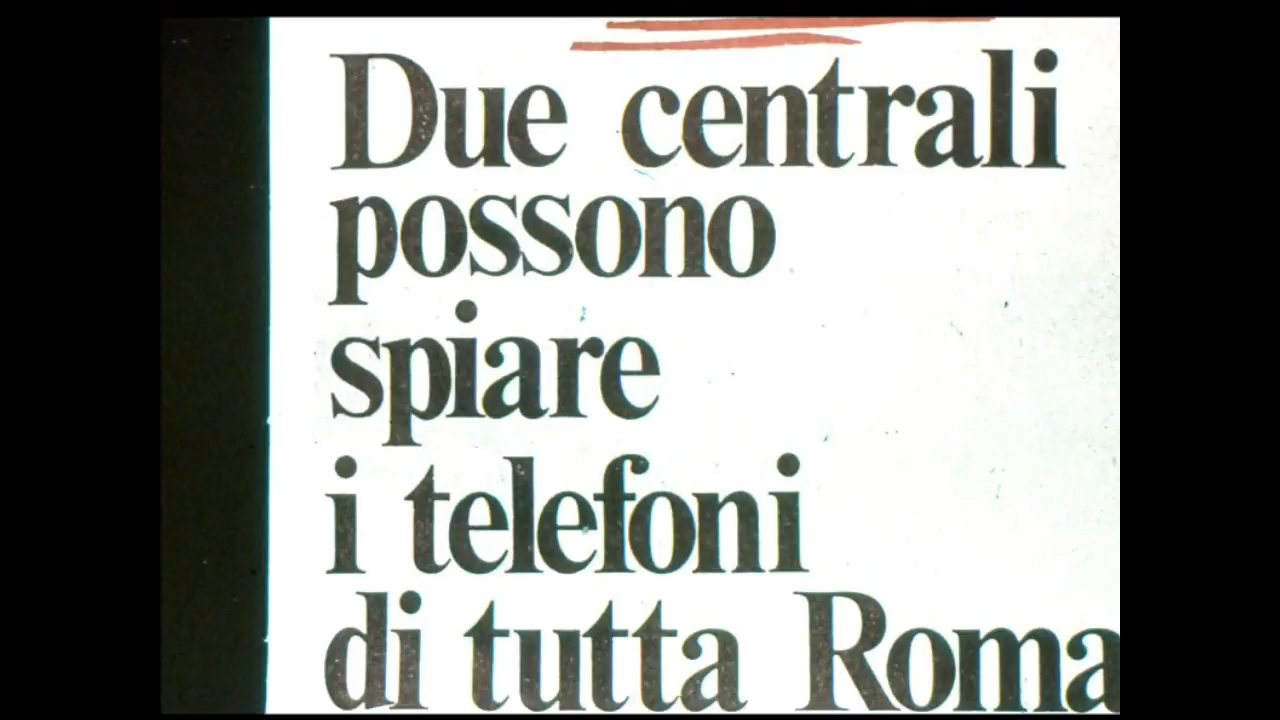 Due centrali
possono
spiare
i telefoni
di tutta Roma